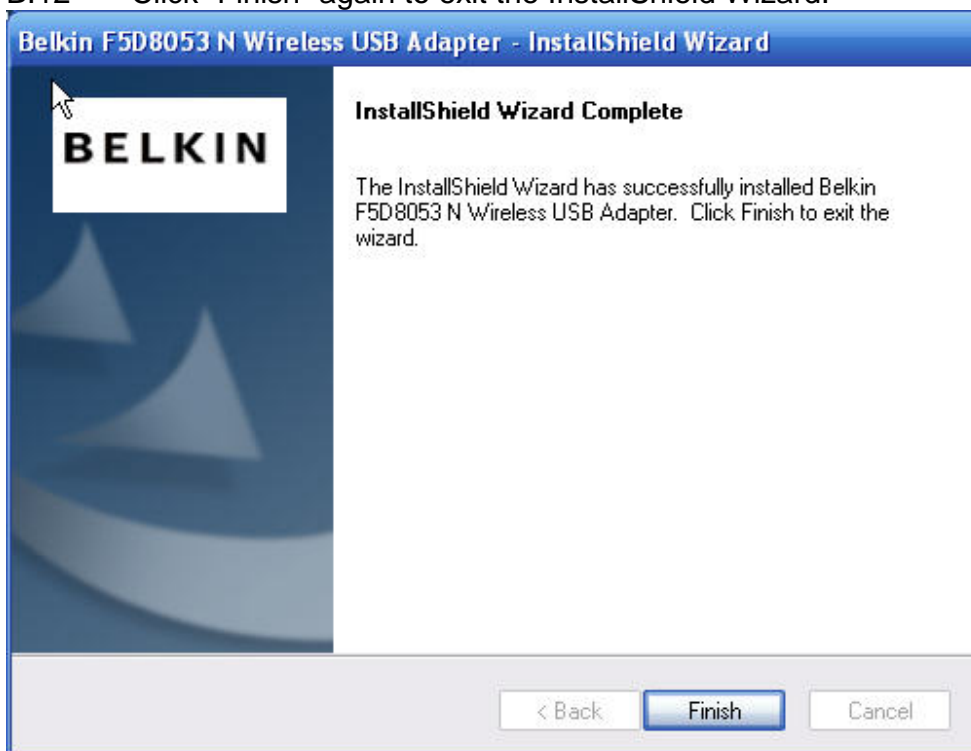 B.12 Click "Finish" again to exit the InstallShield Wizard.
Belkin F5D8053 N Wireless USB Adapter - InstallShield Wizard
BELKIN
InstallShield Wizard Complete
The InstallShield Wizard has successfully installed Belkin
F5D8053 N Wireless USB Adapter. Click Finish to exit the
wizard.
< Back
Finish
Cancel